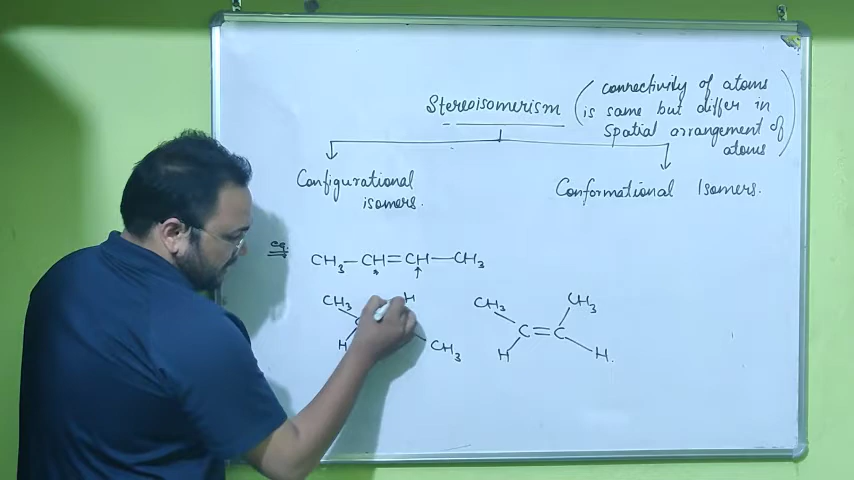 Stereoisomerism (connectivity of atoms
is same but differ in
spatial arrangement of
atoms)
Configurational
isomers.
Conformational Isomers.
eg.
CH₃—CH=CH—CH₃
CH₃ H
H CH₃
CH₃ CH₃
C=C
H H.